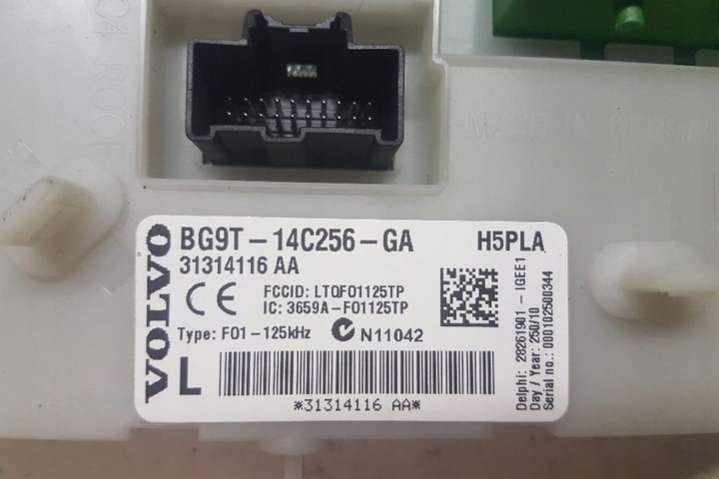 VOLVO
BG9T-14C256-GA H5PLA
31314116 AA
CE
FCCID: LTQF01125TP
IC: 3659A-F01125TP
Type: F01-125kHz N11042
L
*31314116 AA*
Delphi: 28261901 - IGEE1
Day / Year: 250/10
Serial no.: 000102500344